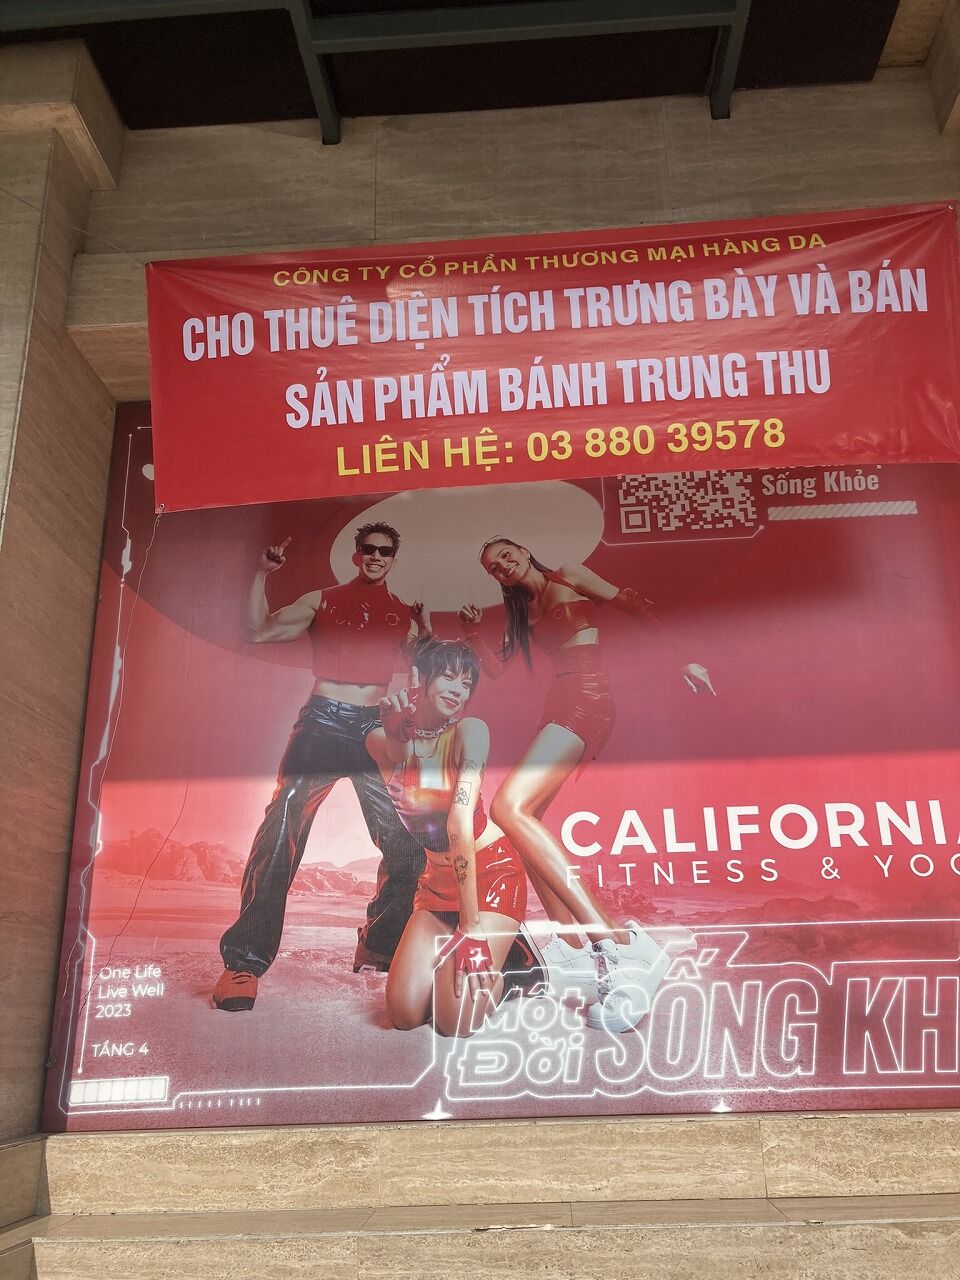 CÔNG TY CỔ PHẦN THƯƠNG MẠI HÀNG DA
CHO THUÊ DIỆN TÍCH TRƯNG BÀY VÀ BÁN
SẢN PHẨM BÁNH TRUNG THU
LIÊN HỆ: 03 880 39578
Sống Khỏe
CALIFORNIA
FITNESS & YOG
One Life
Live Well
2023
TẦNG 4
Một
Đời
SỐNG KH